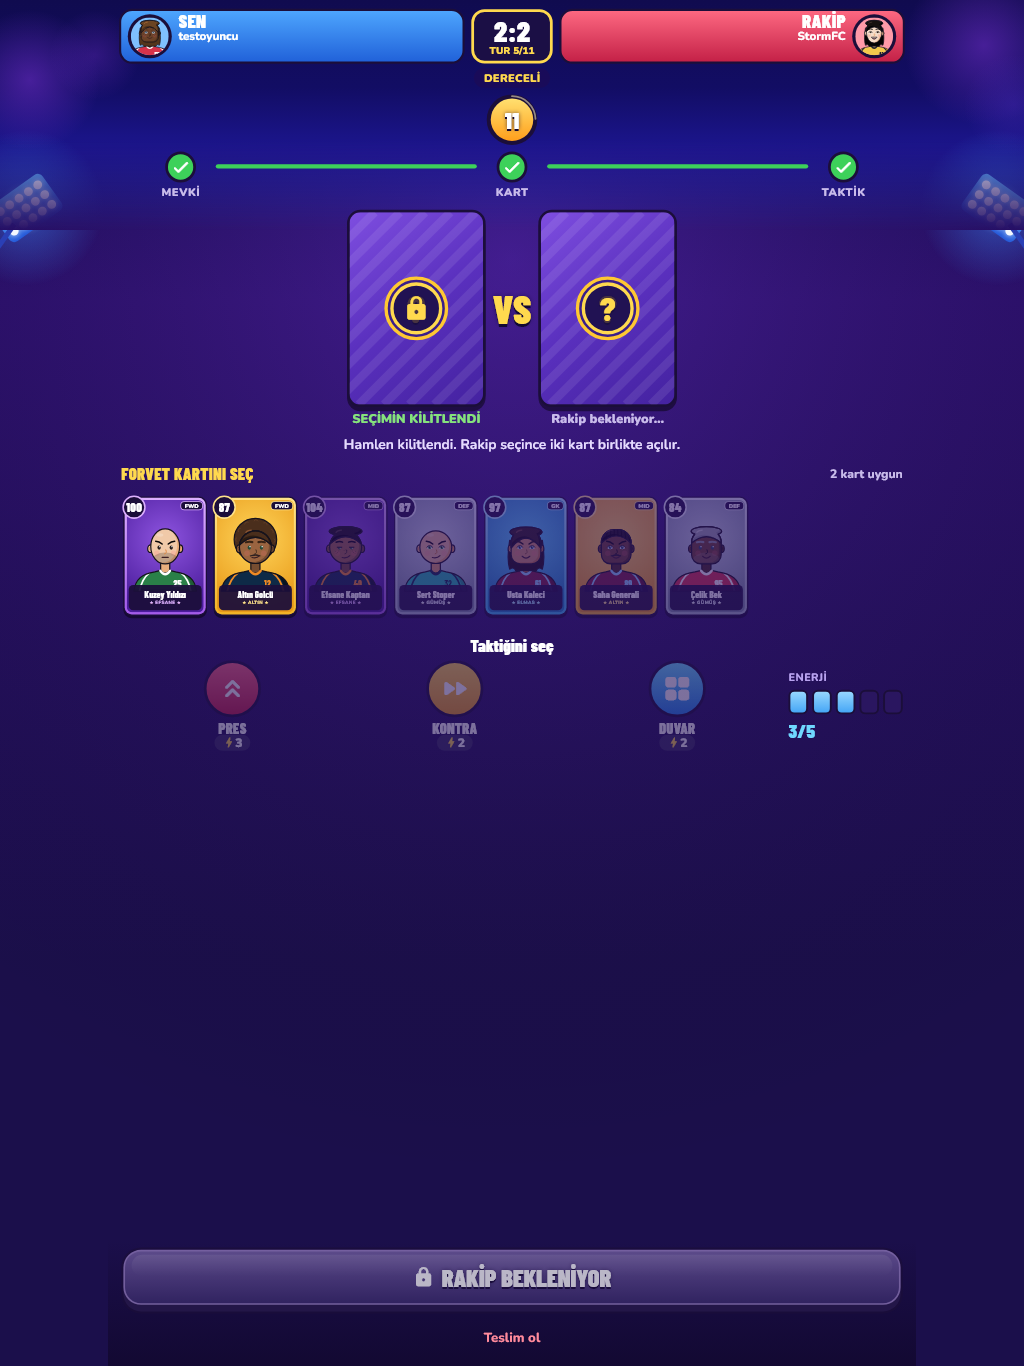 SEN
testoyuncu
2:2
TUR 5/11
RAKİP
StormFC
DERECELİ
11
MEVKİ
KART
TAKTİK
VS
?
SEÇİMİN KİLİTLENDİ
Rakip bekleniyor...
Hamlen kilitlendi. Rakip seçince iki kart birlikte açılır.
FORVET KARTINI SEÇ
2 kart uygun
100 FWD
87 FWD
104 MID
87 DEF
97 GK
87 MID
84 DEF
Kuzey Yıldızı
Altın Golcü
Efsane Kaptan
Sert Stoper
Usta Kaleci
Saha Generali
Çelik Bek
★ EFSANE ★
★ ALTIN ★
★ EFSANE ★
★ GÜMÜŞ ★
★ ELMAS ★
★ ALTIN ★
★ GÜMÜŞ ★
Taktiğini seç
PRES
3
KONTRA
2
DUVAR
2
ENERJİ
3/5
RAKİP BEKLENİYOR
Teslim ol